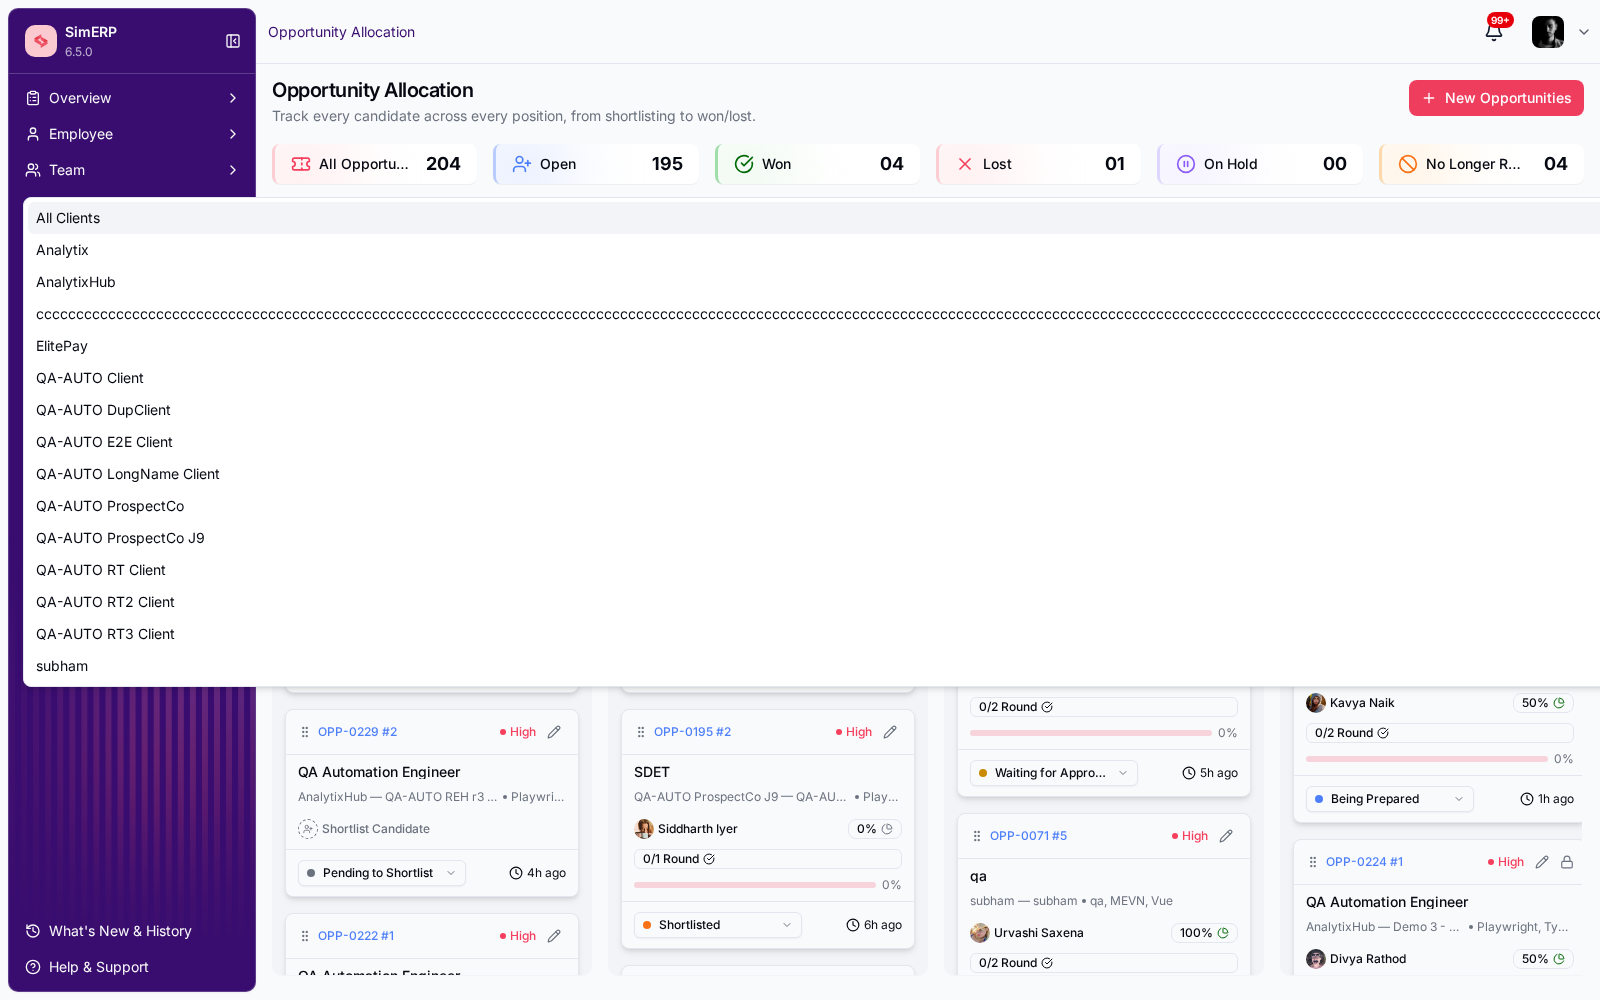 SimERP
6.5.0
Overview
Employee
Team
What's New & History
Help & Support
Opportunity Allocation
99+
Opportunity Allocation
Track every candidate across every position, from shortlisting to won/lost.
New Opportunities
All Opportu... 204
Open 195
Won 04
Lost 01
On Hold 00
No Longer R... 04
All Clients
Analytix
AnalytixHub
ElitePay
QA-AUTO Client
QA-AUTO DupClient
QA-AUTO E2E Client
QA-AUTO LongName Client
QA-AUTO ProspectCo
QA-AUTO ProspectCo J9
QA-AUTO RT Client
QA-AUTO RT2 Client
QA-AUTO RT3 Client
subham
OPP-0229 #2 High
QA Automation Engineer
AnalytixHub — QA-AUTO REH r3 ... • Playwri...
Shortlist Candidate
Pending to Shortlist 4h ago
OPP-0222 #1 High
QA Automation Engineer
OPP-0195 #2 High
SDET
QA-AUTO ProspectCo J9 — QA-AU... • Play...
Siddharth Iyer 0%
0/1 Round
0%
Shortlisted 6h ago
0/2 Round
0%
Waiting for Appro... 5h ago
OPP-0071 #5 High
qa
subham — subham • qa, MEVN, Vue
Urvashi Saxena 100%
0/2 Round
Kavya Naik 50%
0/2 Round
0%
Being Prepared 1h ago
OPP-0224 #1 High
QA Automation Engineer
AnalytixHub — Demo 3 - ... • Playwright, Ty...
Divya Rathod 50%